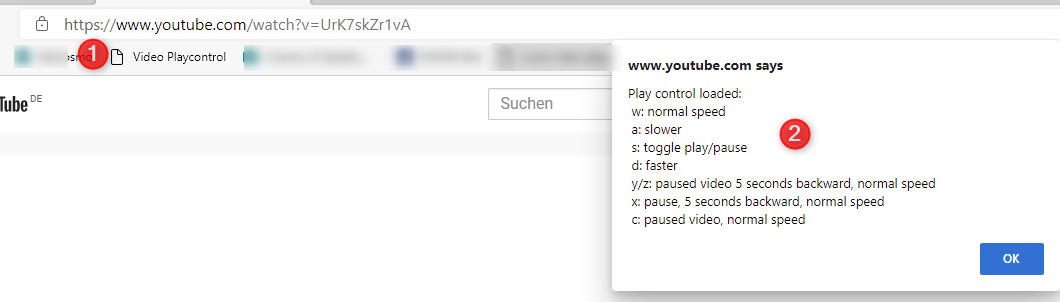 https://www.youtube.com/watch?v=UrK7skZr1vA
1
Video Playcontrol
www.youtube.com says
Tube DE
Suchen
Play control loaded:
w: normal speed
a: slower
2
s: toggle play/pause
d: faster
y/z: paused video 5 seconds backward, normal speed
x: pause, 5 seconds backward, normal speed
c: paused video, normal speed
OK